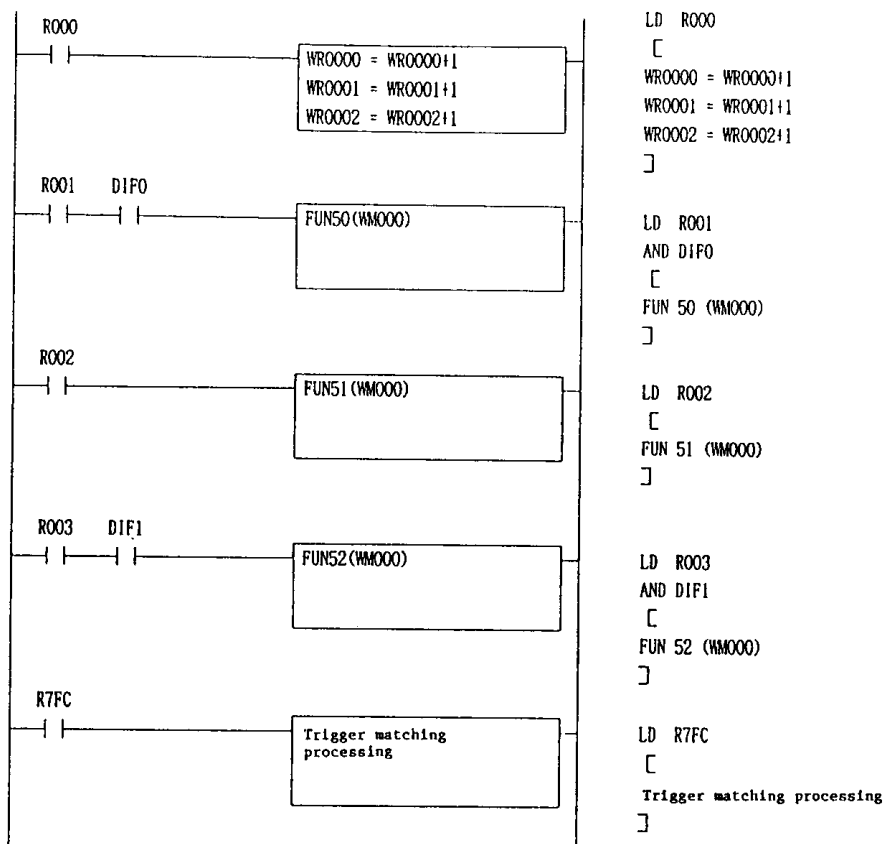 R000
WR0000 = WR0000+1
WR0001 = WR0001+1
WR0002 = WR0002+1
R001 DIF0
FUN50(WM000)
R002
FUN51(WM000)
R003 DIF1
FUN52(WM000)
R7FC
Trigger matching
processing
LD R000
[
WR0000 = WR0000+1
WR0001 = WR0001+1
WR0002 = WR0002+1
]
LD R001
AND DIF0
[
FUN 50 (WM000)
]
LD R002
[
FUN 51 (WM000)
]
LD R003
AND DIF1
[
FUN 52 (WM000)
]
LD R7FC
[
Trigger matching processing
]